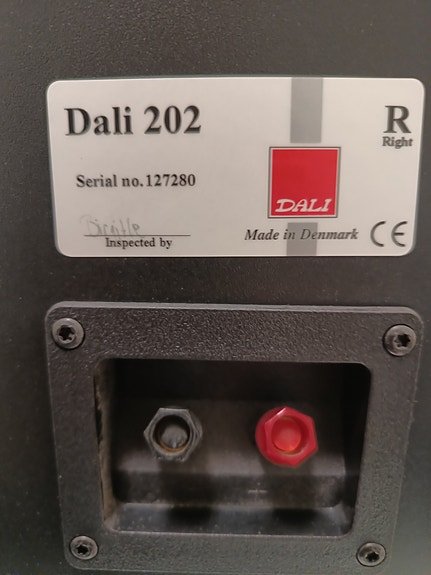 Dali 202
R
Right
Serial no.127280
DALI
Inspected by
Made in Denmark CE